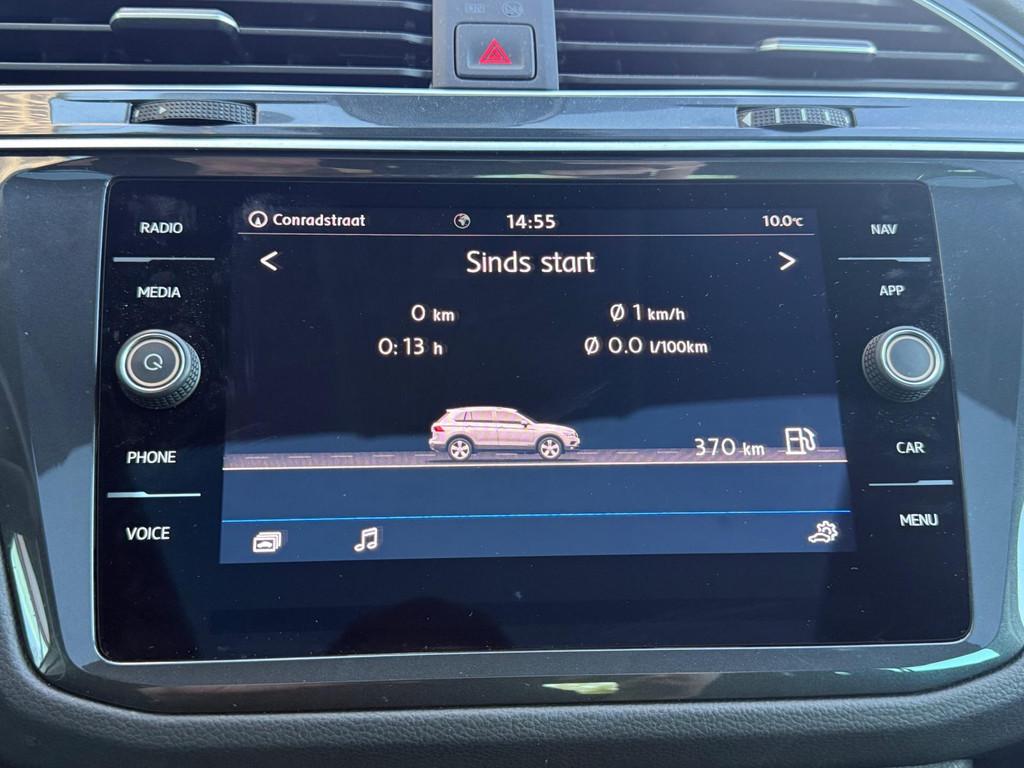 RADIO
MEDIA
PHONE
VOICE
Conradstraat 14:55 10.0°C
< Sinds start >
0 km Ø 1 km/h
0:13 h Ø 0.0 l/100km
370 km
NAV
APP
CAR
MENU